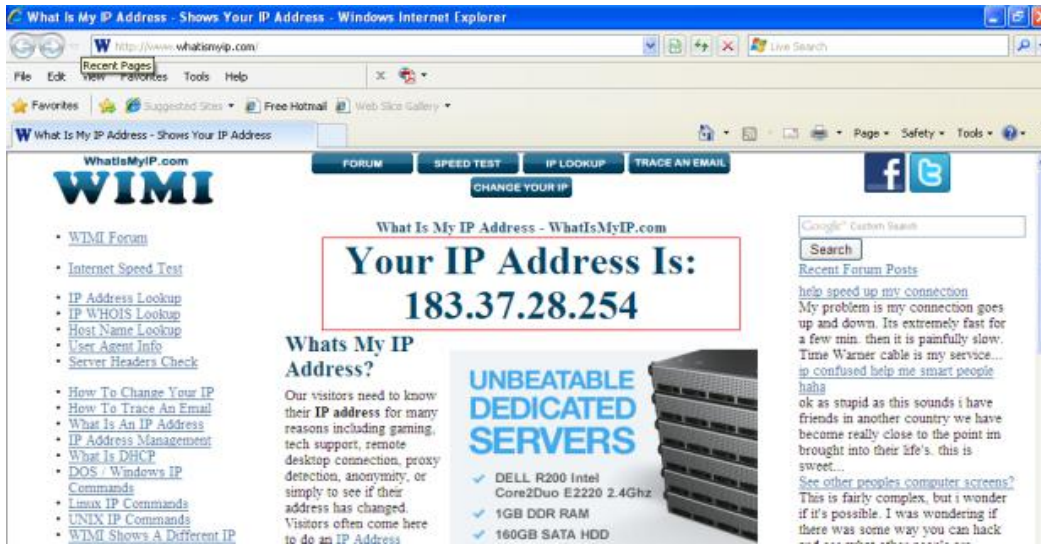 What Is My IP Address - Shows Your IP Address - Windows Internet Explorer
W http://www.whatismyip.com/
Live Search
Recent Pages
File Edit View Favorites Tools Help
x
Favorites Suggested Sites Free Hotmail Web Slice Gallery
W What Is My IP Address - Shows Your IP Address
Page Safety Tools
WhatIsMyIP.com
WIMI
FORUM
SPEED TEST
IP LOOKUP
TRACE AN EMAIL
CHANGE YOUR IP
WIMI Forum
Internet Speed Test
IP Address Lookup
IP WHOIS Lookup
Host Name Lookup
User Agent Info
Server Headers Check
How To Change Your IP
How To Trace An Email
What Is An IP Address
IP Address Management
What Is DHCP
DOS / Windows IP
Commands
Linux IP Commands
UNIX IP Commands
WIMI Shows A Different IP
What Is My IP Address - WhatIsMyIP.com
Your IP Address Is:
183.37.28.254
Whats My IP
Address?
Our visitors need to know
their IP address for many
reasons including gaming,
tech support, remote
desktop connection, proxy
detection, anonymity, or
simply to see if their
address has changed.
Visitors often come here
to do an IP Address
UNBEATABLE
DEDICATED
SERVERS
DELL R200 Intel
Core2Duo E2220 2.4Ghz
1GB DDR RAM
160GB SATA HDD
f
t
Google Custom Search
Search
Recent Forum Posts
help speed up my connection
My problem is my connection goes
up and down. Its extremely fast for
a few min. then it is painfully slow.
Time Warner cable is my service...
ip confused help me smart people
haha
ok as stupid as this sounds i have
friends in another country we have
become really close to the point im
brought into their life's. this is
sweet...
See other peoples computer screens?
This is fairly complex, but i wonder
if it's possible. I was wondering if
there was some way you can hack